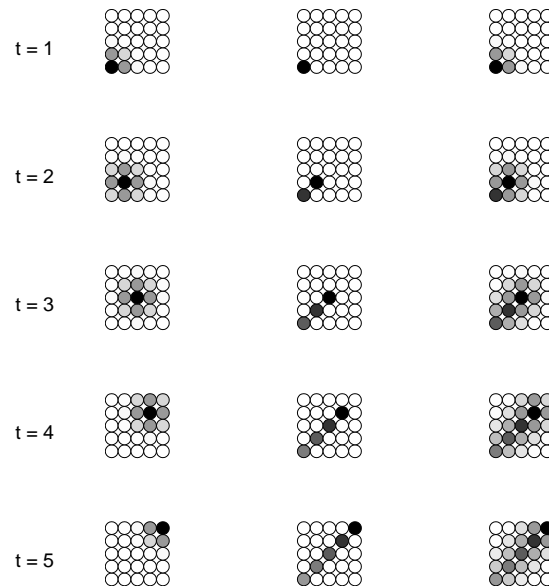 t = 1
t = 2
t = 3
t = 4
t = 5